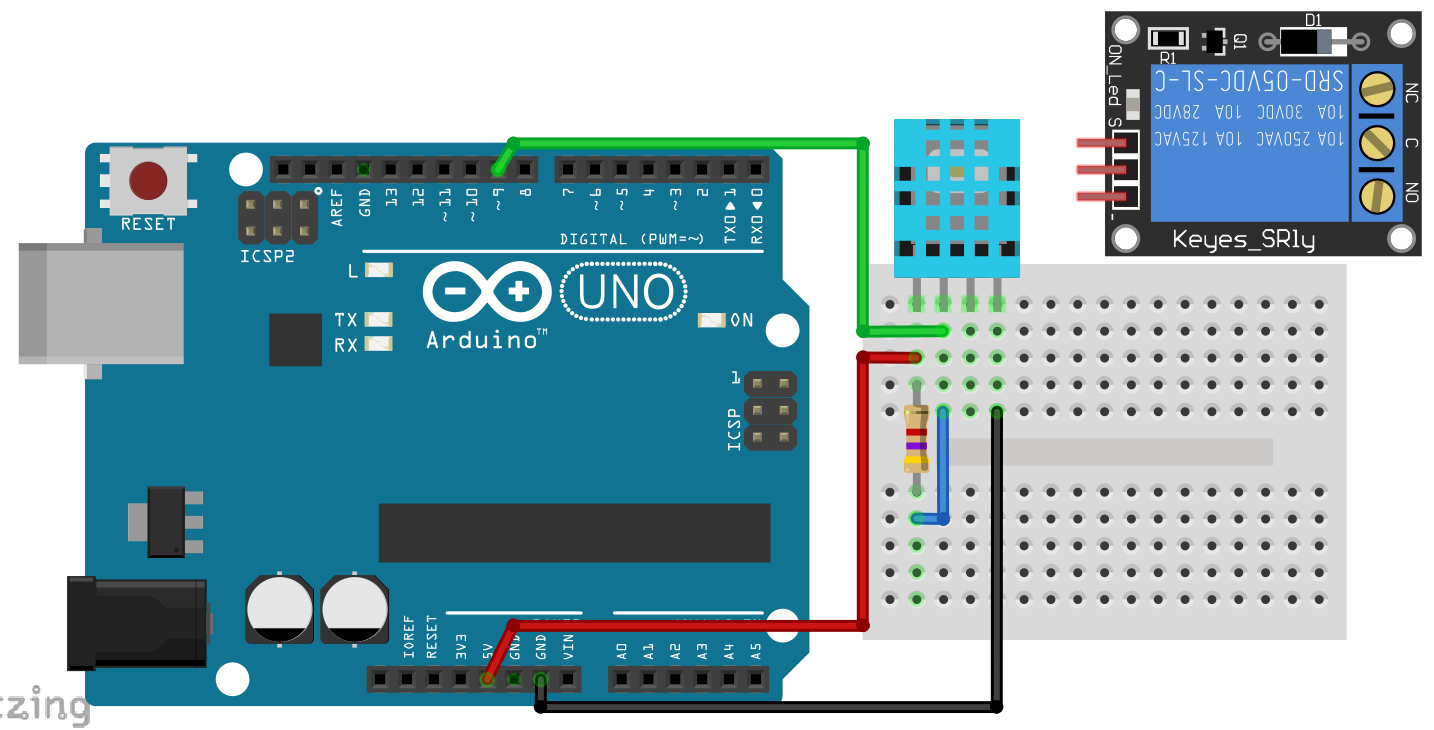 RESET
ICSP2
AREF
GND
13
12
~11
~10
~9
8
7
~6
~5
4
~3
2
TX0▶1
RX0◀0
DIGITAL (PWM=~)
L
TX
RX
Arduino™
UNO
ON
1
ICSP
IOREF
RESET
3V3
5V
GND
GND
VIN
A0
A1
A2
A3
A4
A5
zing
D1
R1
Q1
ON_Led
S
-
SRD-05VDC-SL-C
10A 30VDC 10A 28VDC
10A 250VAC 10A 125VAC
NC
C
NO
Keyes_SRly